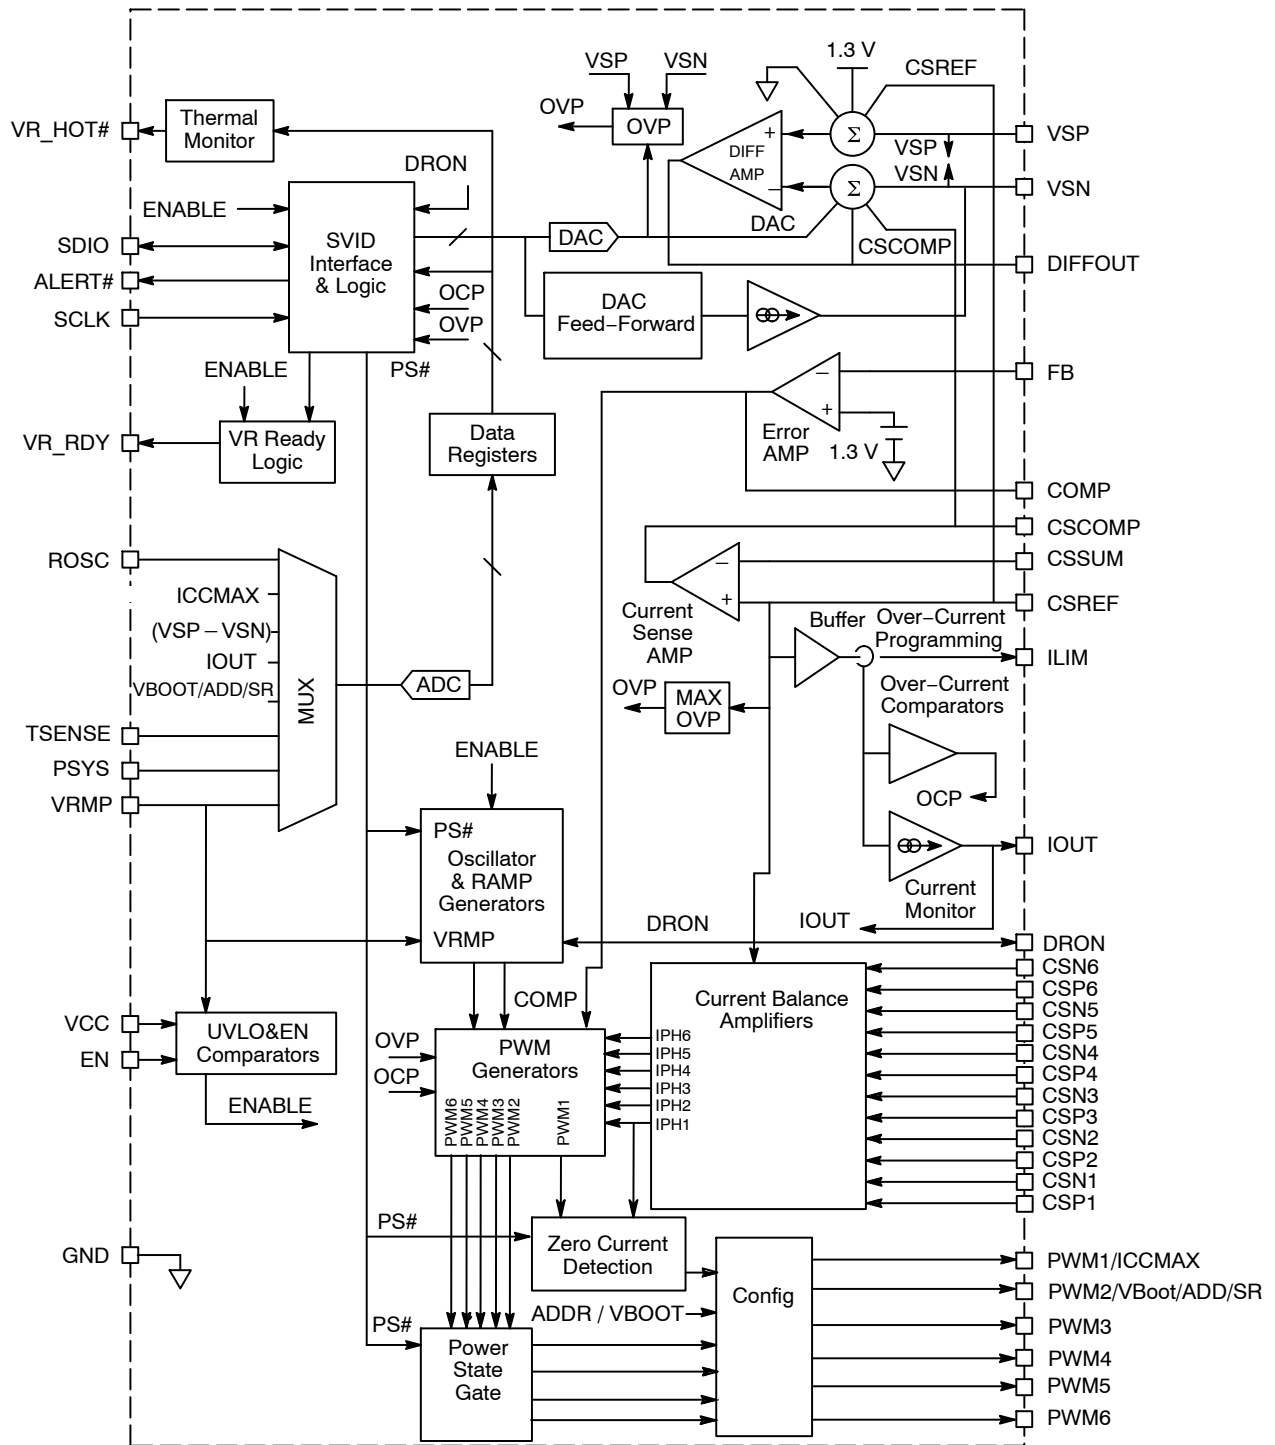 1.3 V
VSP
VSN
CSREF
OVP
OVP
Thermal
Monitor
VR_HOT#
+
DIFF
AMP
–
Σ
Σ
VSP
VSN
VSP
VSN
DRON
ENABLE
SVID
Interface
& Logic
DAC
DAC
CSCOMP
SDIO
ALERT#
SCLK
DIFFOUT
OCP
OVP
DAC
Feed–Forward
PS#
ENABLE
FB
–
+
Error
AMP
1.3 V
VR_RDY
VR Ready
Logic
Data
Registers
COMP
CSCOMP
CSSUM
CSREF
–
+
Current
Sense
AMP
ROSC
ICCMAX
(VSP – VSN)
IOUT
VBOOT/ADD/SR
MUX
ADC
Buffer
Over–Current
Programming
ILIM
OVP
MAX
OVP
Over–Current
Comparators
TSENSE
PSYS
VRMP
ENABLE
OCP
PS#
Oscillator
& RAMP
Generators
VRMP
IOUT
Current
Monitor
IOUT
DRON
DRON
CSN6
CSP6
CSN5
CSP5
CSN4
CSP4
CSN3
CSP3
CSN2
CSP2
CSN1
CSP1
COMP
Current Balance
Amplifiers
VCC
EN
UVLO&EN
Comparators
ENABLE
OVP
OCP
PWM
Generators
IPH6
IPH5
IPH4
IPH3
IPH2
IPH1
PWM6
PWM5
PWM4
PWM3
PWM2
PWM1
PS#
Zero Current
Detection
GND
ADDR / VBOOT
Config
PS#
Power
State
Gate
PWM1/ICCMAX
PWM2/VBoot/ADD/SR
PWM3
PWM4
PWM5
PWM6